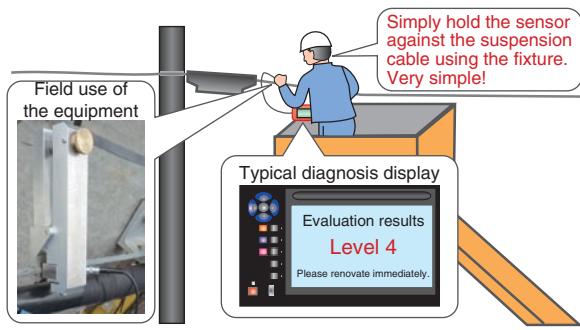 Simply hold the sensor
against the suspension
cable using the fixture.
Very simple!
Field use of
the equipment
Typical diagnosis display
Evaluation results
Level 4
Please renovate immediately.